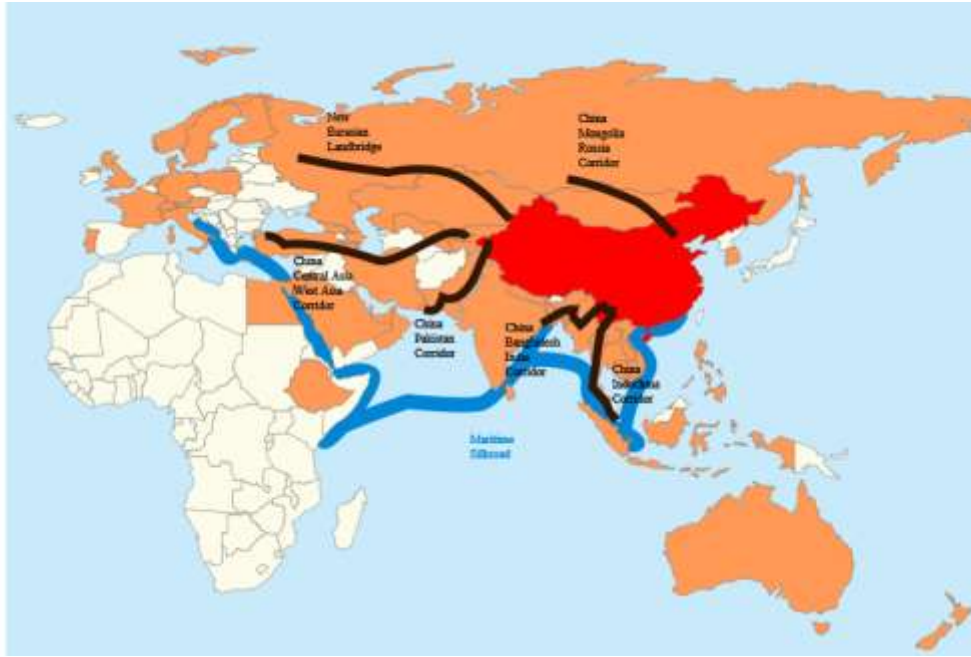 New
Eurasian
Landbridge
China
Mongolia
Russia
Corridor
China
Central Asia
West Asia
Corridor
China
Pakistan
Corridor
China
Bangladesh
India
Corridor
China
Indochina
Corridor
Maritime
Silkroad